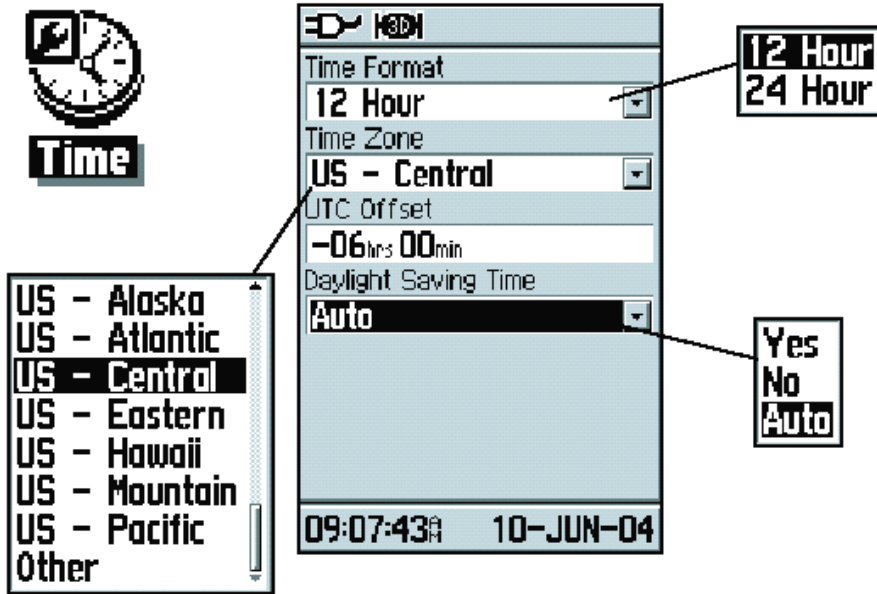 Time
3D
Time Format
12 Hour
Time Zone
US - Central
UTC Offset
-06hrs 00min
Daylight Saving Time
Auto
09:07:43AM 10-JUN-04
12 Hour
24 Hour
US - Alaska
US - Atlantic
US - Central
US - Eastern
US - Hawaii
US - Mountain
US - Pacific
Other
Yes
No
Auto